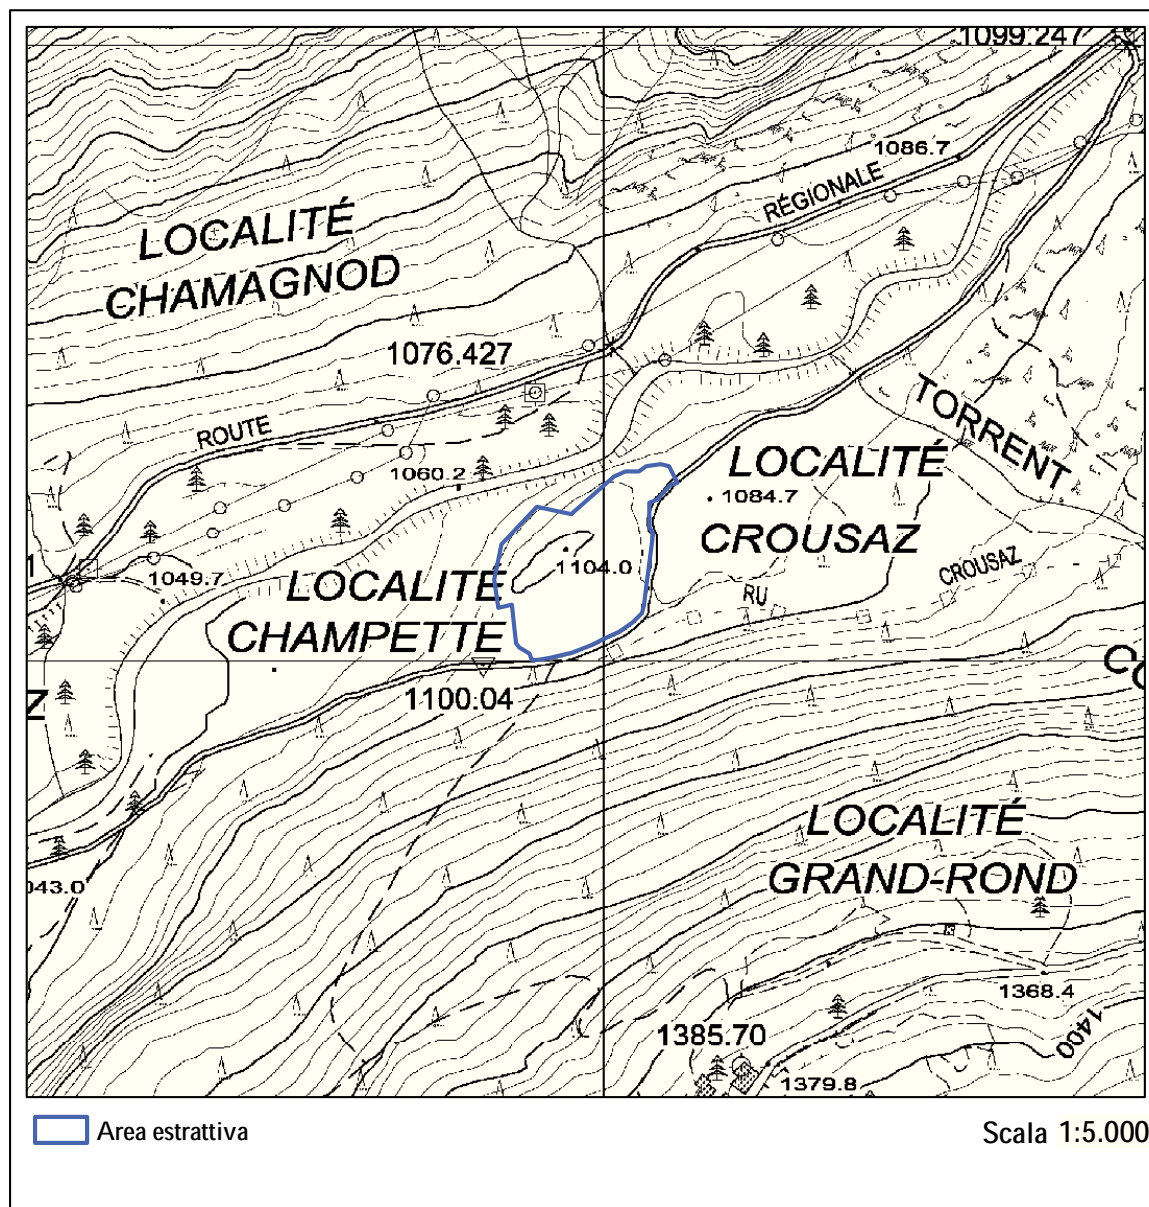 1099.247
1086.7
RÉGIONALE
LOCALITÉ
CHAMAGNOD
1076.427
ROUTE
TORRENT
1060.2
LOCALITÉ
1084.7
CROUSAZ
1104.0
1
1049.7
LOCALITE
CHAMPETTE
CROUSAZ
RU
CO
Z
1100.04
LOCALITÉ
GRAND-ROND
043.0
1368.4
1400
1385.70
1379.8
Area estrattiva
Scala 1:5.000